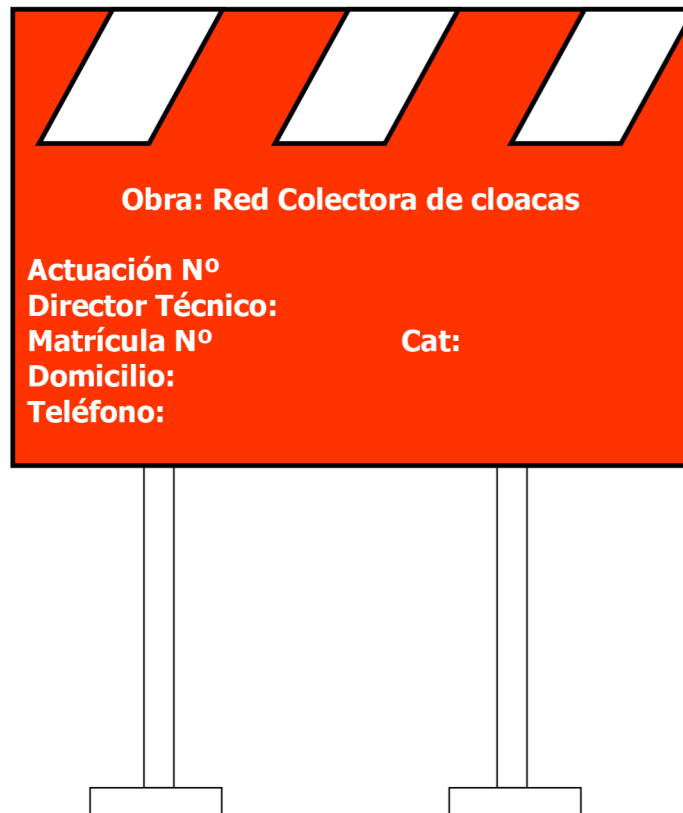 Obra: Red Colectora de cloacas
Actuación Nº
Director Técnico:
Matrícula Nº Cat:
Domicilio:
Teléfono: